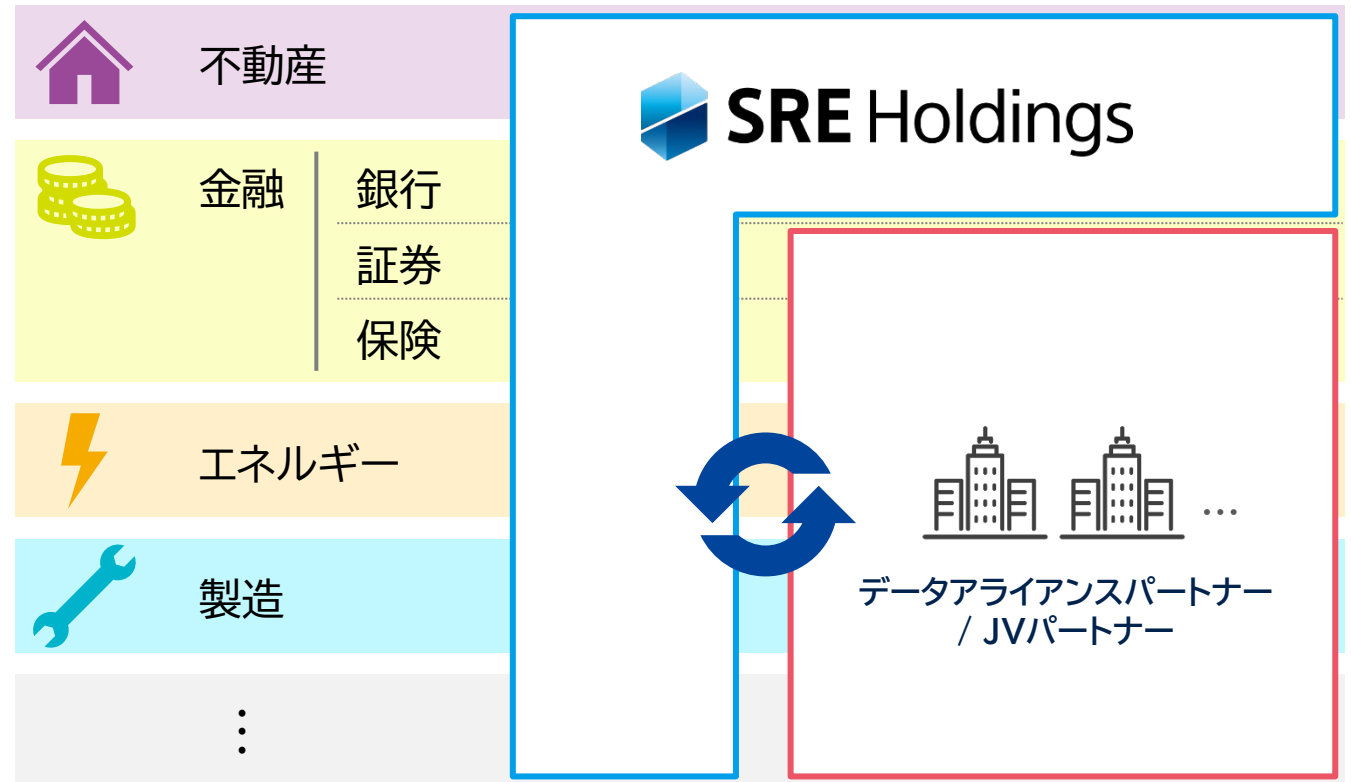 不動産
SRE Holdings
金融
銀行
証券
保険
エネルギー
製造
⋮
…
データアライアンスパートナー
/ JVパートナー